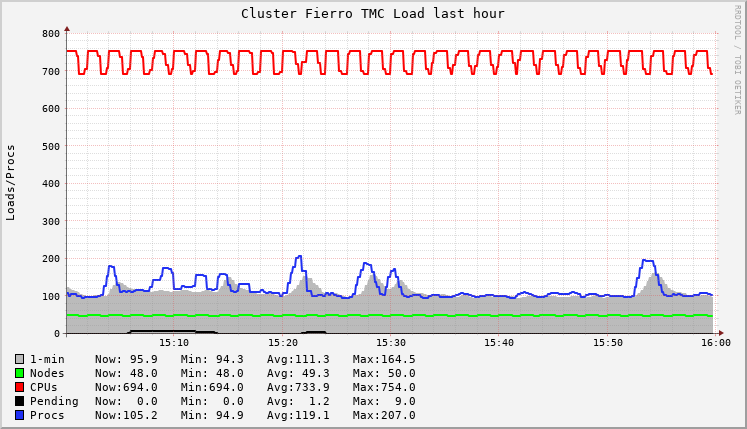 Cluster Fierro TMC Load last hour
RRDTOOL / TOBI OETIKER
Loads/Procs
800
700
600
500
400
300
200
100
0
15:10 15:20 15:30 15:40 15:50 16:00
1-min Now: 95.9 Min: 94.3 Avg:111.3 Max:164.5
Nodes Now: 48.0 Min: 48.0 Avg: 49.3 Max: 50.0
CPUs Now:694.0 Min:694.0 Avg:733.9 Max:754.0
Pending Now: 0.0 Min: 0.0 Avg: 1.2 Max: 9.0
Procs Now:105.2 Min: 94.9 Avg:119.1 Max:207.0